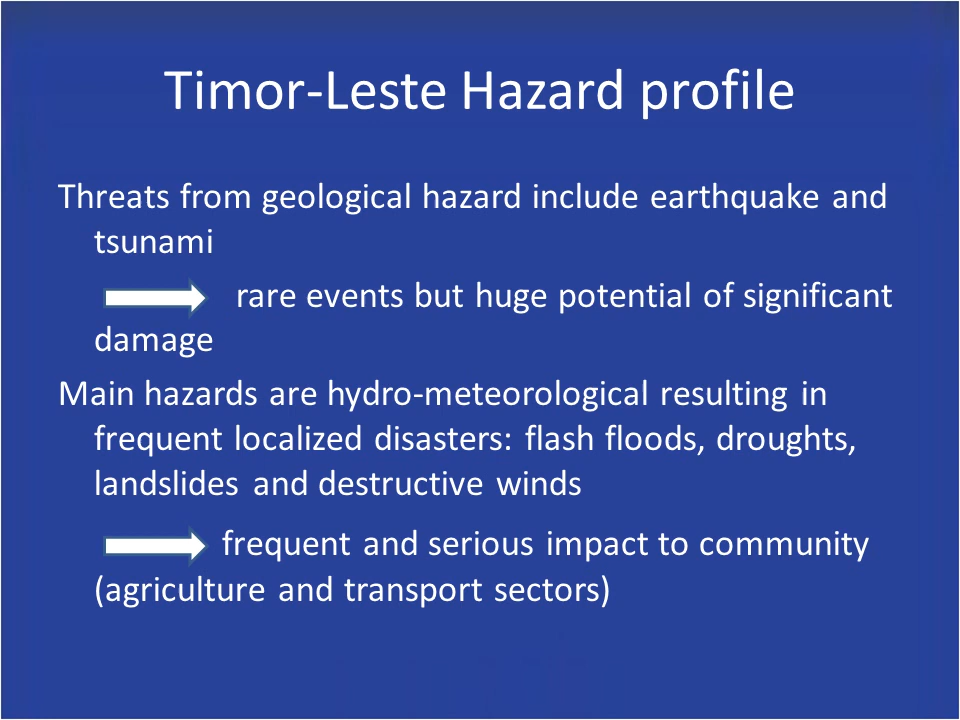 Timor-Leste Hazard profile
Threats from geological hazard include earthquake and
tsunami
rare events but huge potential of significant
damage
Main hazards are hydro-meteorological resulting in
frequent localized disasters: flash floods, droughts,
landslides and destructive winds
frequent and serious impact to community
(agriculture and transport sectors)